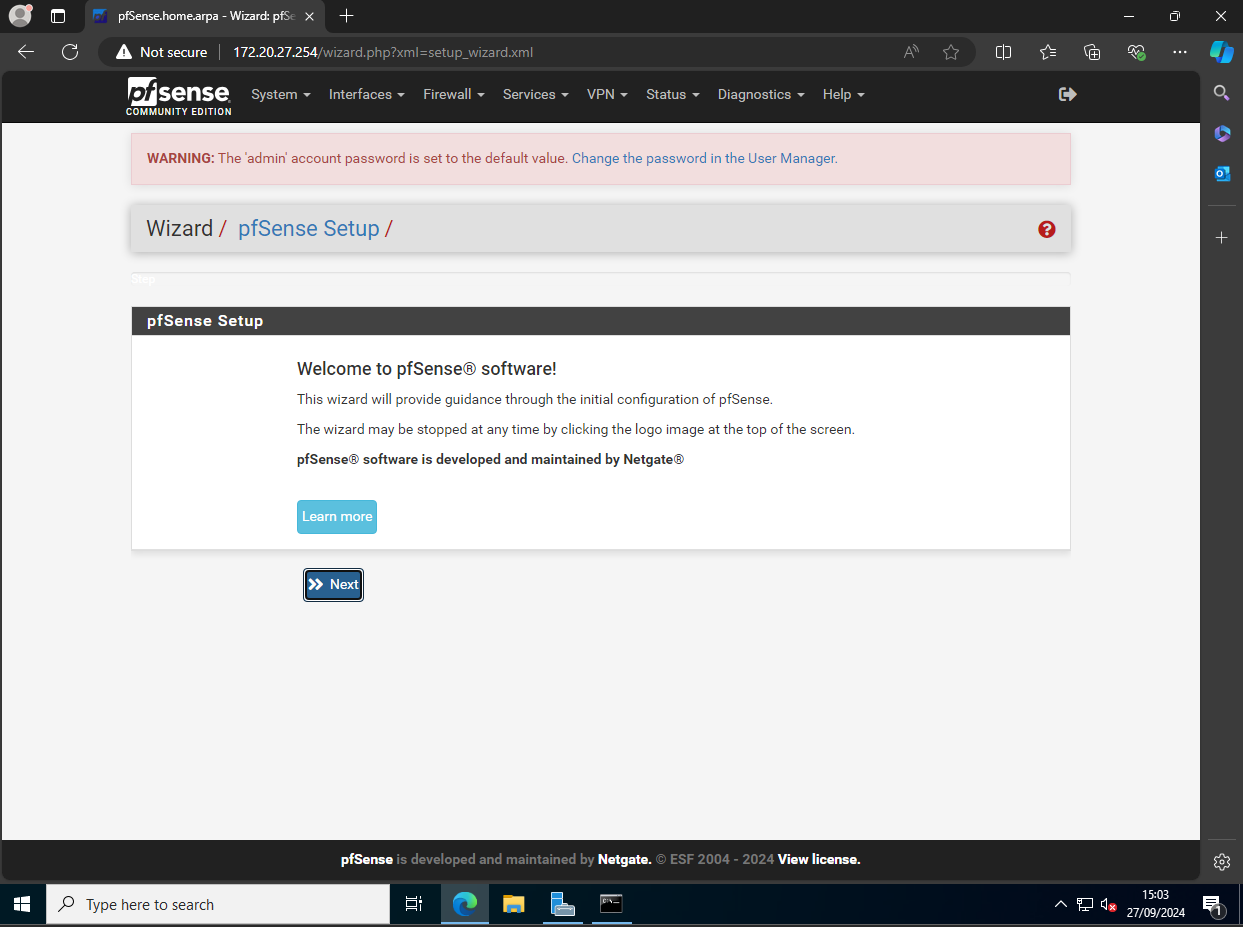 pfSense.home.arpa - Wizard: pfSe
Not secure
172.20.27.254/wizard.php?xml=setup_wizard.xml
pfsense
COMMUNITY EDITION
System
Interfaces
Firewall
Services
VPN
Status
Diagnostics
Help
WARNING: The 'admin' account password is set to the default value. Change the password in the User Manager.
Wizard / pfSense Setup /
Step
pfSense Setup
Welcome to pfSense® software!
This wizard will provide guidance through the initial configuration of pfSense.
The wizard may be stopped at any time by clicking the logo image at the top of the screen.
pfSense® software is developed and maintained by Netgate®
Learn more
Next
pfSense is developed and maintained by Netgate. © ESF 2004 - 2024 View license.
Type here to search
15:03
27/09/2024
1